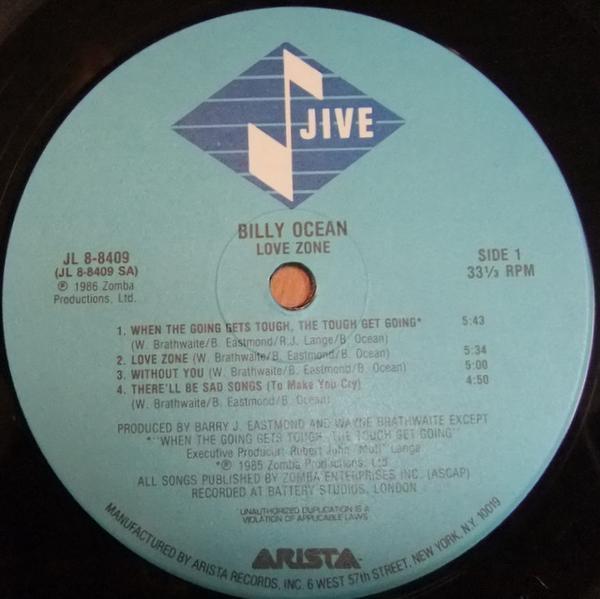 JIVE
BILLY OCEAN
LOVE ZONE
JL 8-8409
(JL 8-8409 SA)
℗ 1986 Zomba
Productions, Ltd.
SIDE 1
33⅓ RPM
1. WHEN THE GOING GETS TOUGH, THE TOUGH GET GOING* 5:43
(W. Brathwaite/B. Eastmond/R.J. Lange/B. Ocean)
2. LOVE ZONE (W. Brathwaite/B. Eastmond/B. Ocean) 5:34
3. WITHOUT YOU (W. Brathwaite/B. Eastmond/B. Ocean) 5:00
4. THERE'LL BE SAD SONGS (To Make You Cry) 4:50
(W. Brathwaite/B. Eastmond/B. Ocean)
PRODUCED BY BARRY J. EASTMOND AND WAYNE BRATHWAITE EXCEPT
*"WHEN THE GOING GETS TOUGH, THE TOUGH GET GOING"
Executive Producer: Robert John "Mutt" Lange
*℗ 1985 Zomba Productions, Ltd.
ALL SONGS PUBLISHED BY ZOMBA ENTERPRISES INC. (ASCAP)
RECORDED AT BATTERY STUDIOS, LONDON
UNAUTHORIZED DUPLICATION IS A
VIOLATION OF APPLICABLE LAWS
ARISTA
MANUFACTURED BY ARISTA RECORDS, INC. 6 WEST 57th STREET, NEW YORK, N.Y. 10019